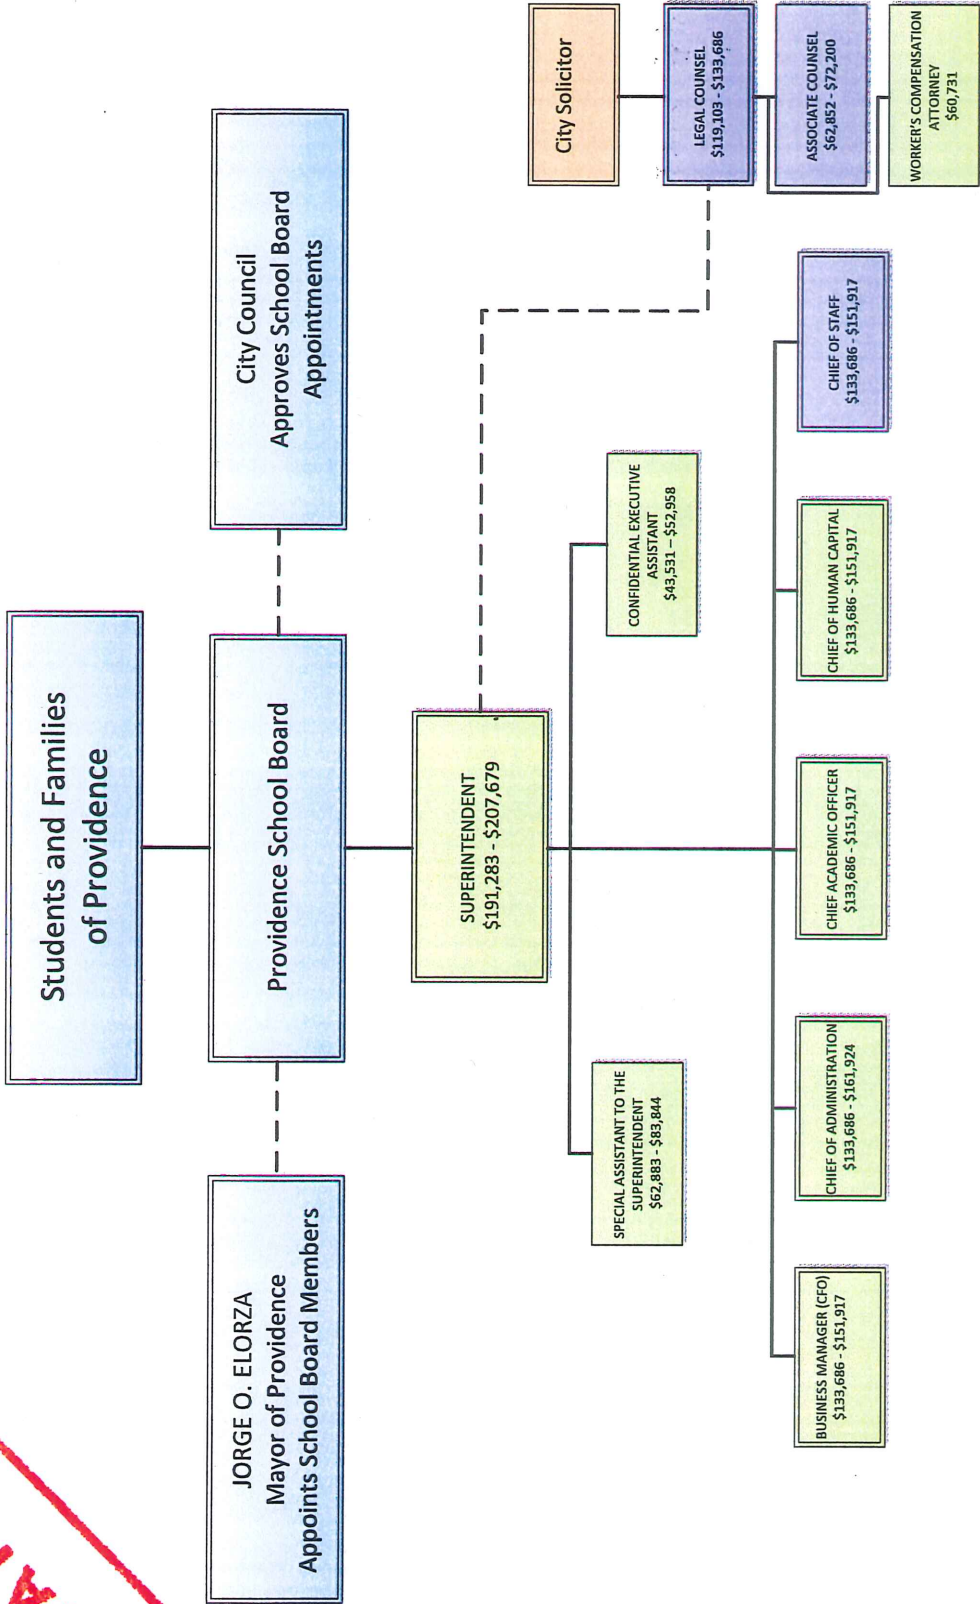 Students and Families
of Providence
JORGE O. ELORZA
Mayor of Providence
Appoints School Board Members
Providence School Board
City Council
Approves School Board
Appointments
SUPERINTENDENT
$191,283 - $207,679
City Solicitor
LEGAL COUNSEL
$119,103 - $133,686
ASSOCIATE COUNSEL
$62,852 - $72,200
WORKER'S COMPENSATION
ATTORNEY
$60,731
SPECIAL ASSISTANT TO THE
SUPERINTENDENT
$62,883 - $83,844
CONFIDENTIAL EXECUTIVE
ASSISTANT
$43,531 – $52,958
BUSINESS MANAGER (CFO)
$133,686 - $151,917
CHIEF OF ADMINISTRATION
$133,686 - $161,924
CHIEF ACADEMIC OFFICER
$133,686 - $151,917
CHIEF OF HUMAN CAPITAL
$133,686 - $151,917
CHIEF OF STAFF
$133,686 - $151,917